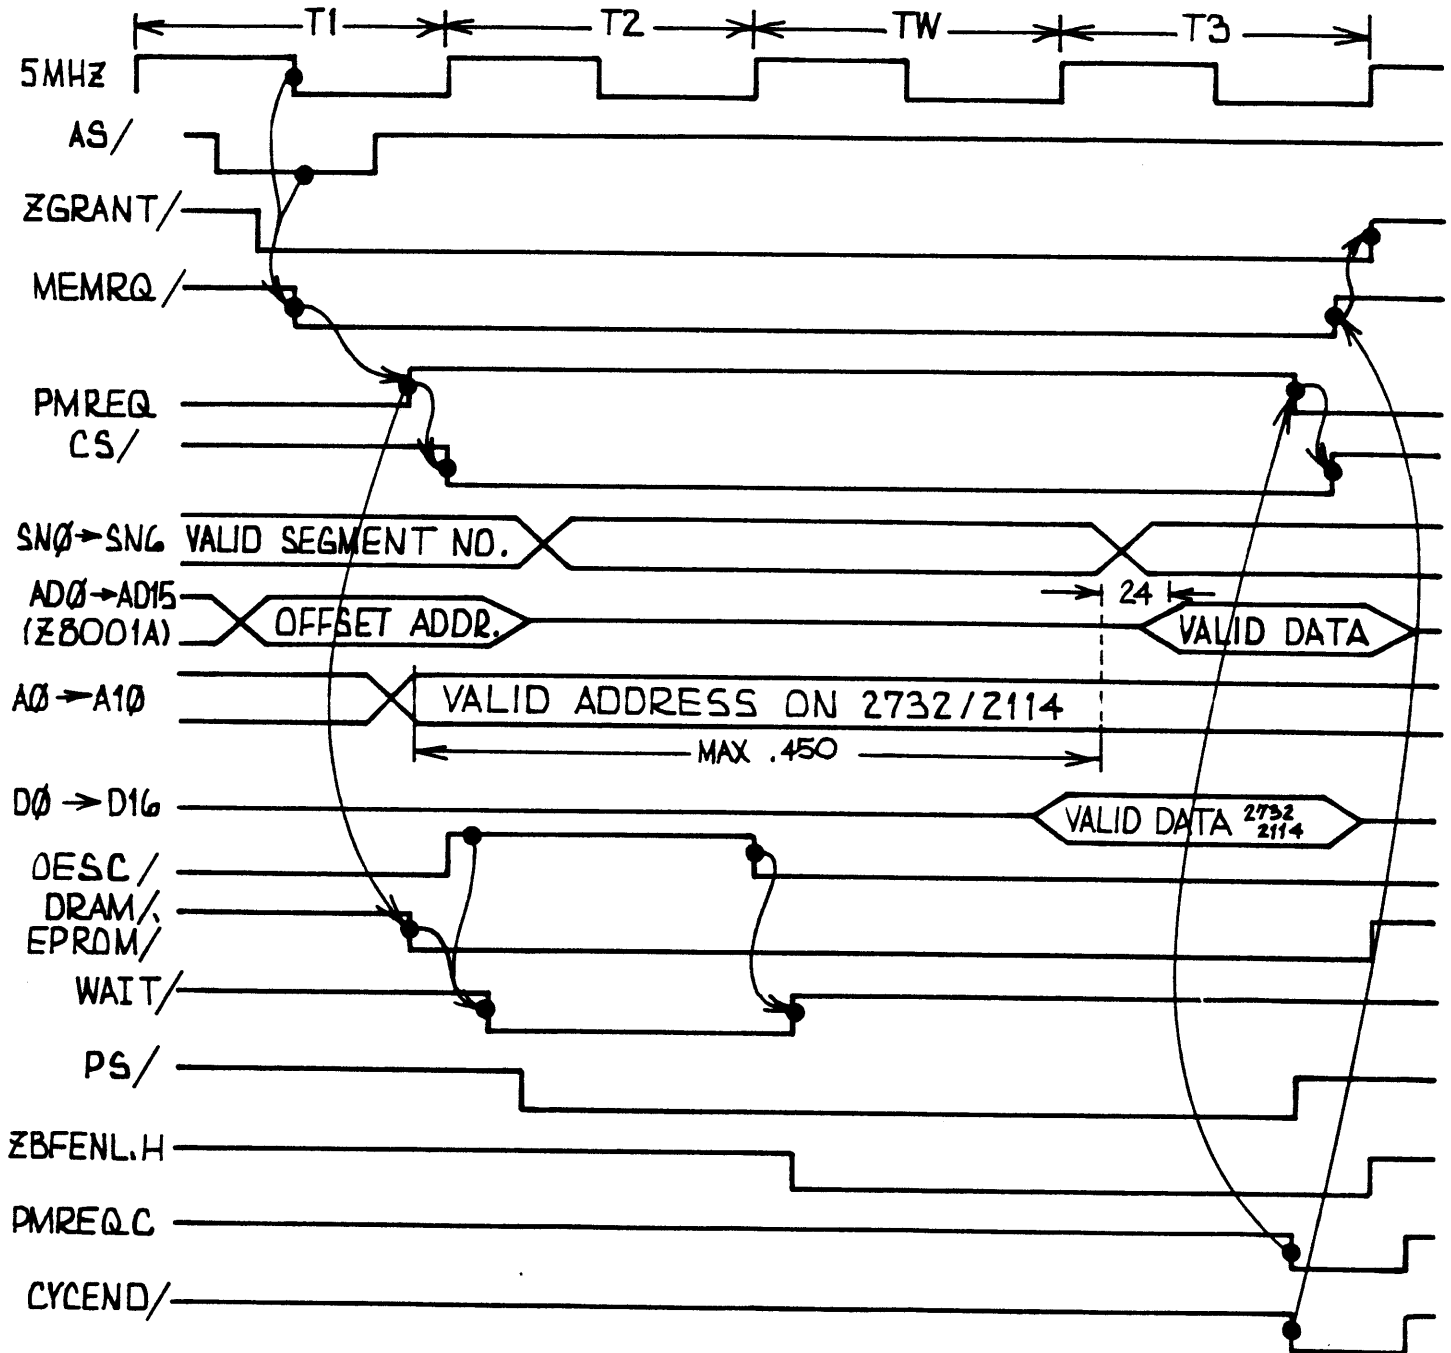 T1 T2 TW T3
5MHZ
AS/
ZGRANT/
MEMRQ/
PMREQ
CS/
SNØ→SN6 VALID SEGMENT NO.
ADØ→AD15 24
(Z8001A) OFFSET ADDR. VALID DATA
AØ→A1Ø VALID ADDRESS ON 2732/2114
MAX .450
DØ→D16 VALID DATA 2732
2114
OESC/
DRAM/.
EPROM/
WAIT/
PS/
ZBFENL.H
PMREQC
CYCEND/